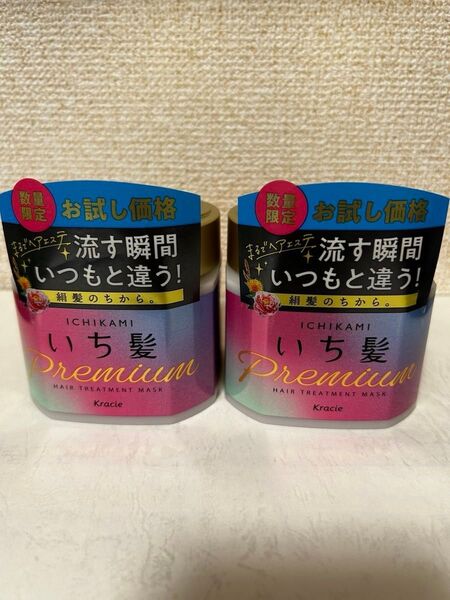 数量
限定
お試し価格
まるでヘアエステ
流す瞬間
いつもと違う!
絹髪のちから。
ICHIKAMI
いち髪
Premium
HAIR TREATMENT MASK
Kracie
数量
限定
お試し価格
まるでヘアエステ
流す瞬間
いつもと違う!
絹髪のちから。
ICHIKAMI
いち髪
Premium
HAIR TREATMENT MASK
Kracie